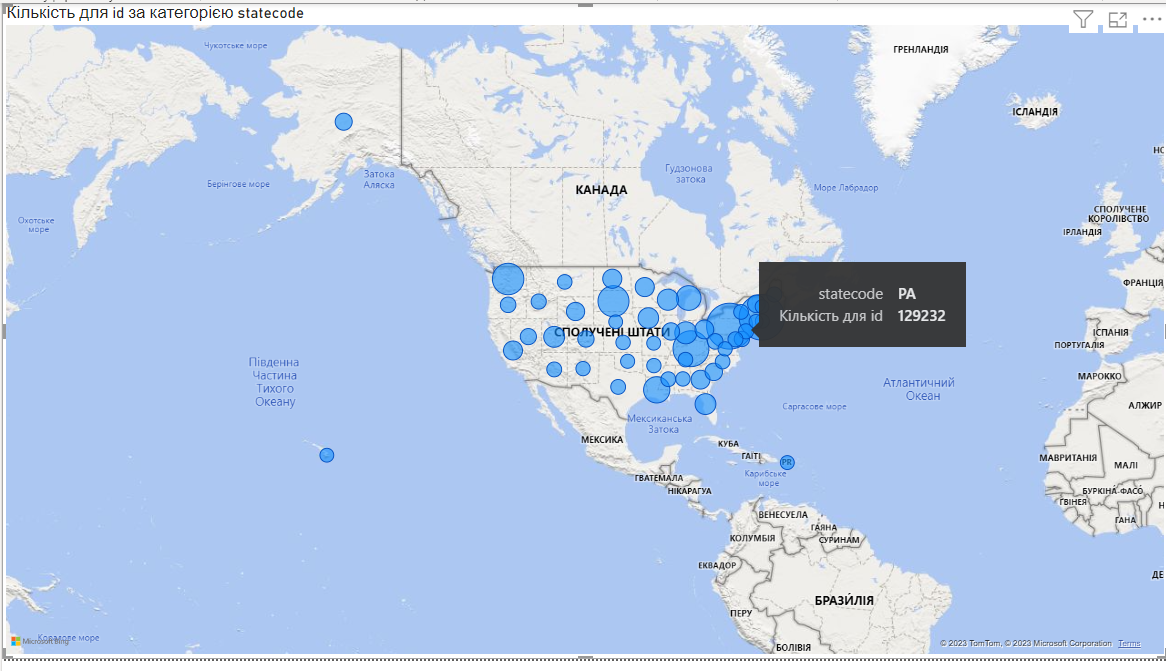 Кількість для id за категорією statecode
Чукотське море
ГРЕНЛАНДІЯ
ІСЛАНДІЯ
Гудзонова
затока
Затока
Аляска
Берінгове море
КАНАДА
Море Лабрадор
Охотське
море
СПОЛУЧЕНЕ
КОРОЛІВСТВО
ІРЛАНДІЯ
ФРАНЦІЯ
statecode PA
Кількість для id 129232
СПОЛУЧЕНІ ШТАТИ
ІСПАНІЯ
ПОРТУГАЛІЯ
Південна
Частина
Тихого
Океану
Атлантичний
Океан
МАРОККО
Саргасове море
АЛЖИР
Мексиканська
Затока
МЕКСИКА
КУБА
ГАЇТІ
PR
Карибське
море
МАВРИТАНІЯ
МАЛІ
ГВАТЕМАЛА
НІКАРАГУА
БУРКІНА-ФАСО
ГВІНЕЯ
ГАНА
ВЕНЕСУЕЛА
ГАЯНА
СУРИНАМ
КОЛУМБІЯ
ЕКВАДОР
БРАЗИ́ЛІЯ
ПЕРУ
БОЛІВІЯ
Коралове море
Microsoft Bing
© 2023 TomTom, © 2023 Microsoft Corporation Terms